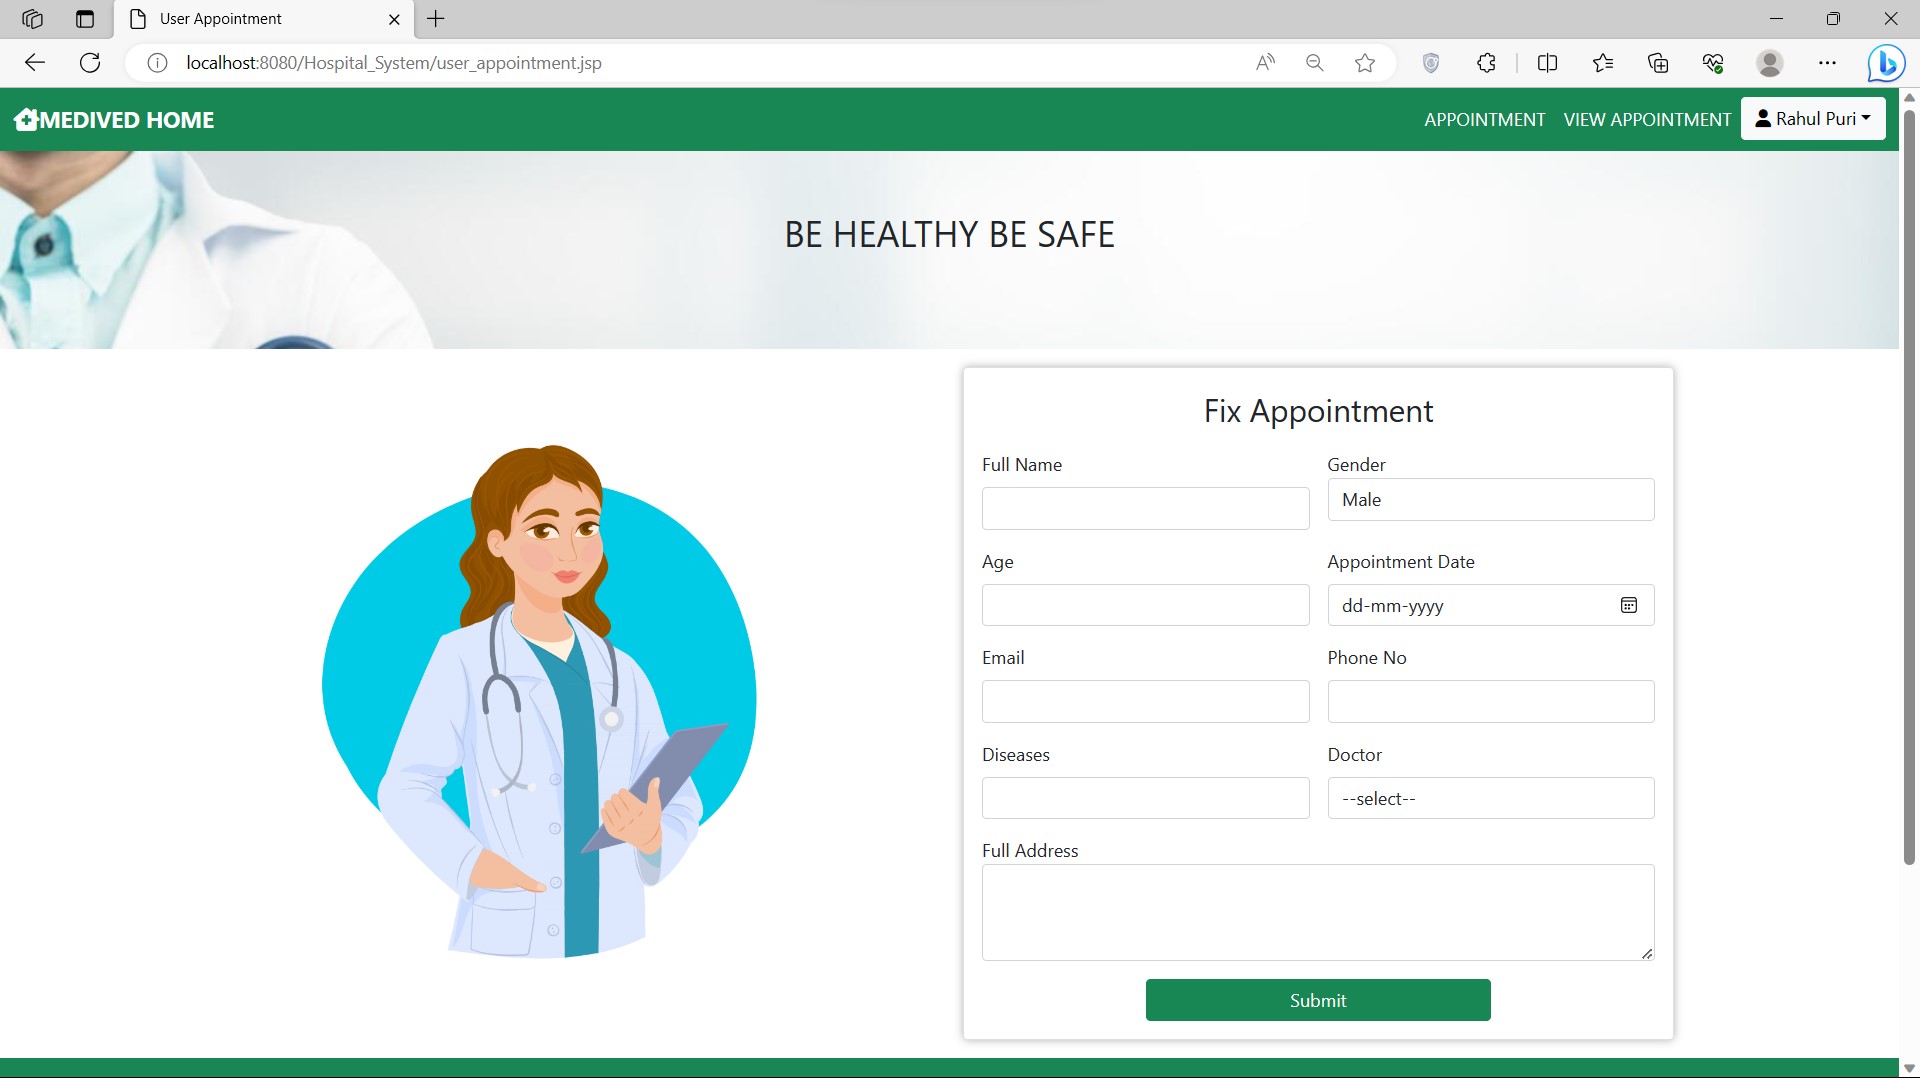 User Appointment
localhost:8080/Hospital_System/user_appointment.jsp
MEDIVED HOME
APPOINTMENT VIEW APPOINTMENT Rahul Puri
BE HEALTHY BE SAFE
Fix Appointment
Full Name Gender
Male
Age Appointment Date
dd-mm-yyyy
Email Phone No
Diseases Doctor
--select--
Full Address
Submit